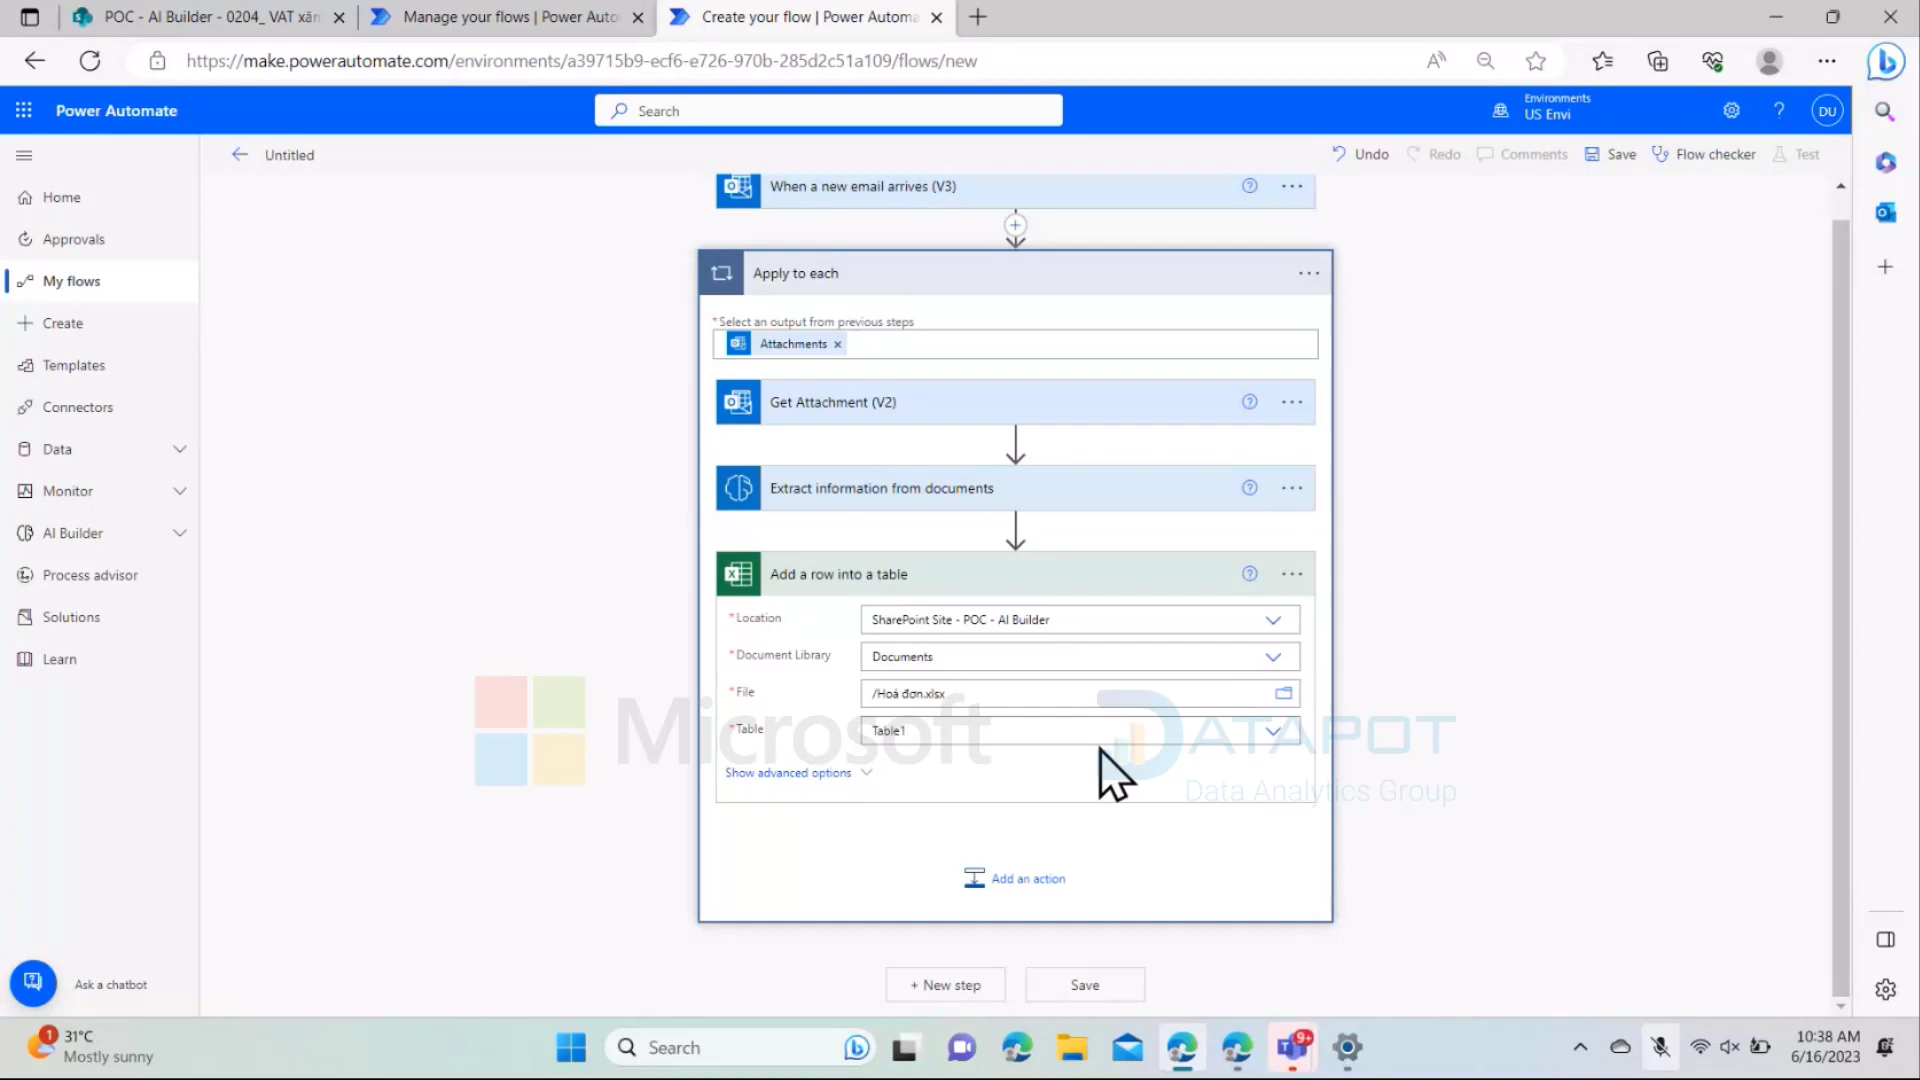 POC - AI Builder - 0204_ VAT xăn
Manage your flows | Power Auto
Create your flow | Power Automa
https://make.powerautomate.com/environments/a39715b9-ecf6-e726-970b-285d2c51a109/flows/new
Power Automate
Search
Environments
US Envi
DU
Untitled
Undo
Redo
Comments
Save
Flow checker
Test
Home
Approvals
My flows
Create
Templates
Connectors
Data
Monitor
AI Builder
Process advisor
Solutions
Learn
Ask a chatbot
When a new email arrives (V3)
Apply to each
*Select an output from previous steps
Attachments
Get Attachment (V2)
Extract information from documents
Add a row into a table
*Location
SharePoint Site - POC - AI Builder
*Document Library
Documents
*File
/Hoá đơn.xlsx
*Table
Table1
Show advanced options
Add an action
+ New step
Save
Microsoft
DATAPOT
Data Analytics Group
1
31°C
Mostly sunny
Search
9+
10:38 AM
6/16/2023